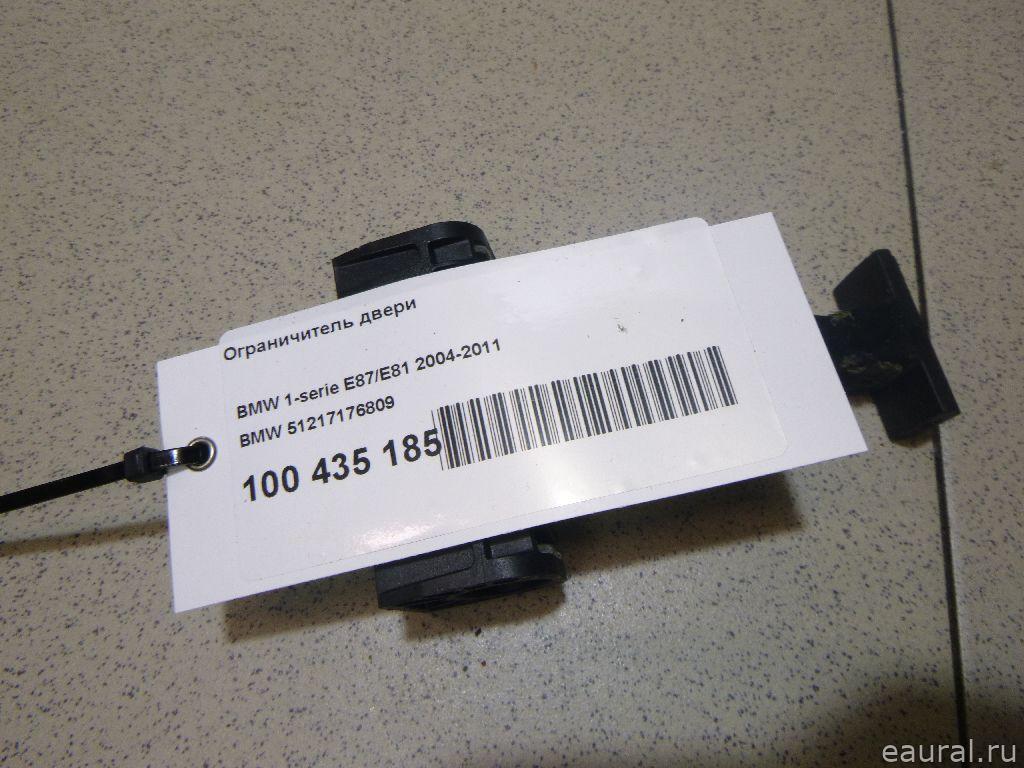 Ограничитель двери
BMW 1-serie E87/E81 2004-2011
BMW 51217176809
100 435 185
eaural.ru